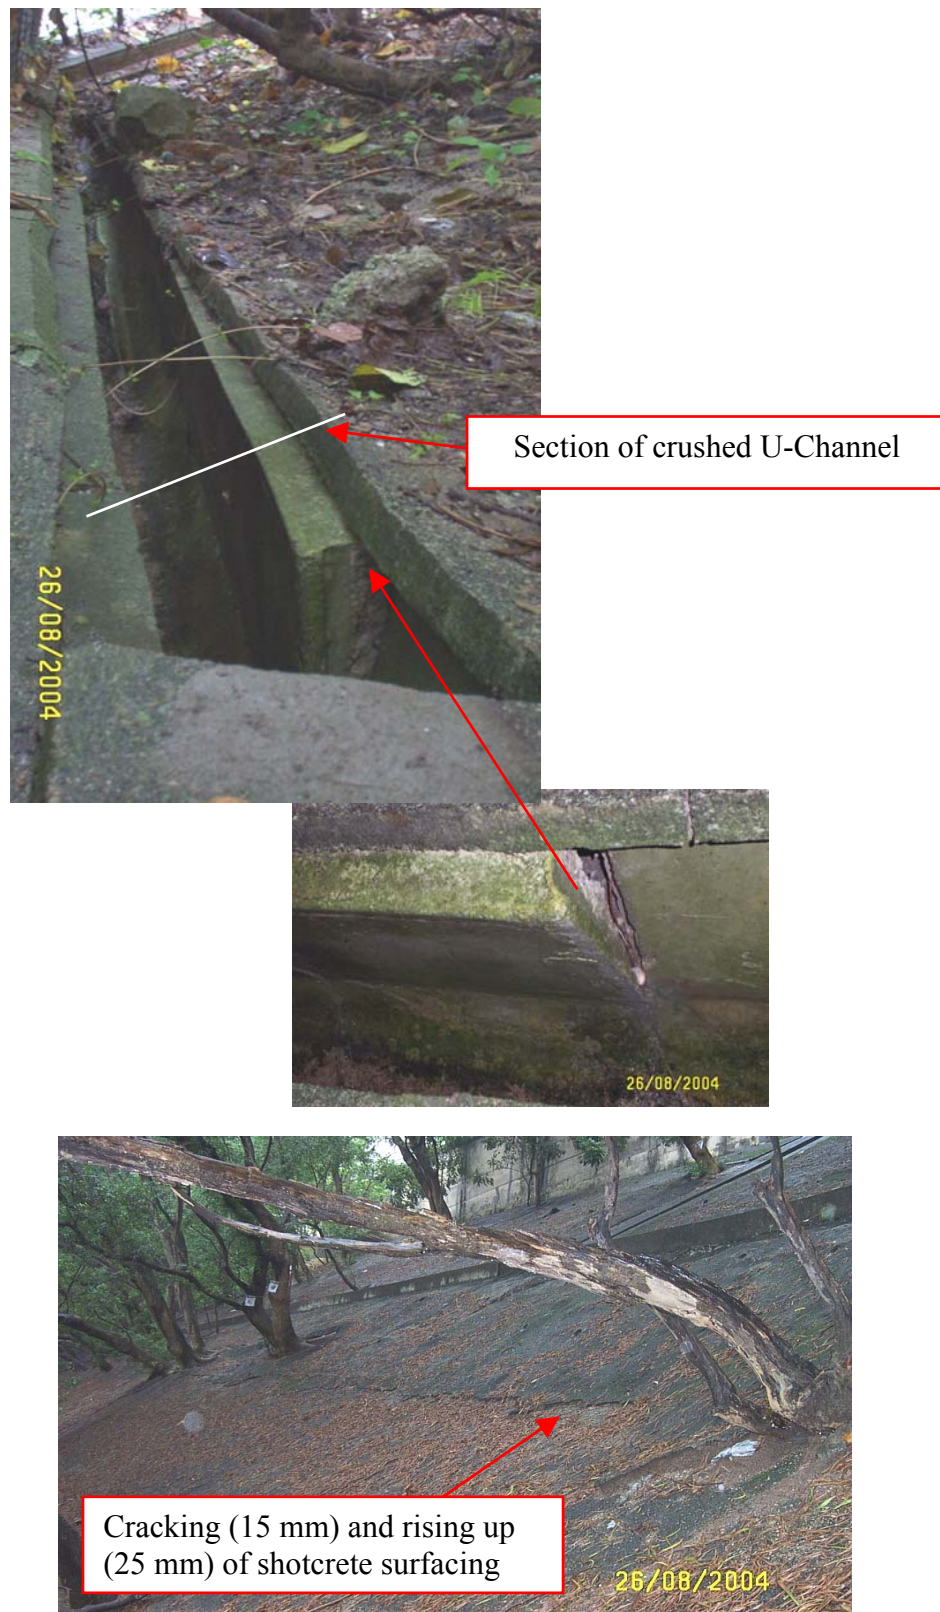 Section of crushed U-Channel
26/08/2004
26/08/2004
Cracking (15 mm) and rising up
(25 mm) of shotcrete surfacing
26/08/2004